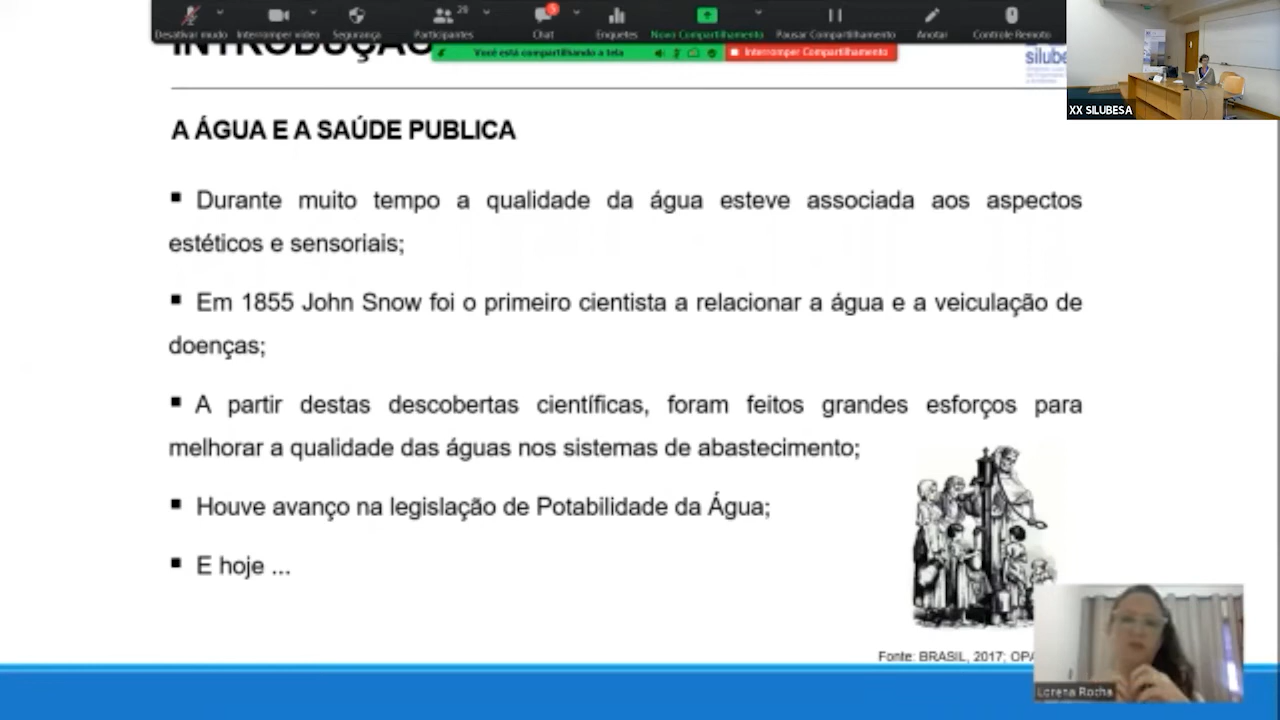 Desativar mudo
Interromper vídeo
Segurança
Participantes
29
Chat
5
Enquetes
Novo Compartilhamento
Pausar Compartilhamento
Anotar
Controle Remoto
Você está compartilhando a tela
Interromper Compartilhamento
INTRODUÇÃO
XX SILUBESA
A ÁGUA E A SAÚDE PUBLICA
▪ Durante muito tempo a qualidade da água esteve associada aos aspectos
estéticos e sensoriais;
▪ Em 1855 John Snow foi o primeiro cientista a relacionar a água e a veiculação de
doenças;
▪ A partir destas descobertas científicas, foram feitos grandes esforços para
melhorar a qualidade das águas nos sistemas de abastecimento;
▪ Houve avanço na legislação de Potabilidade da Água;
▪ E hoje ...
Fonte: BRASIL, 2017; OPA
Lorena Rocha